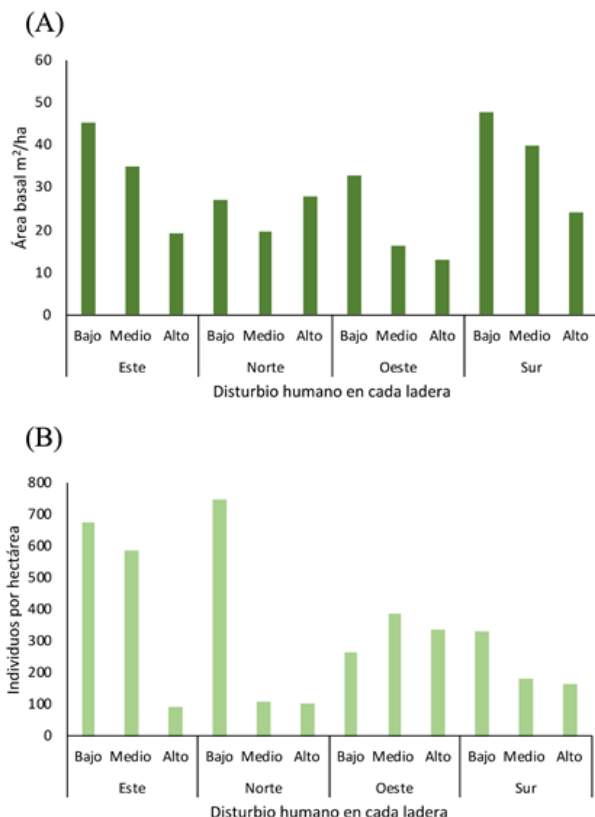 (A)
Área basal m²/ha
60
50
40
30
20
10
0
Bajo Medio Alto Bajo Medio Alto Bajo Medio Alto Bajo Medio Alto
Este Norte Oeste Sur
Disturbio humano en cada ladera
(B)
Individuos por hectárea
800
700
600
500
400
300
200
100
0
Bajo Medio Alto Bajo Medio Alto Bajo Medio Alto Bajo Medio Alto
Este Norte Oeste Sur
Disturbio humano en cada ladera